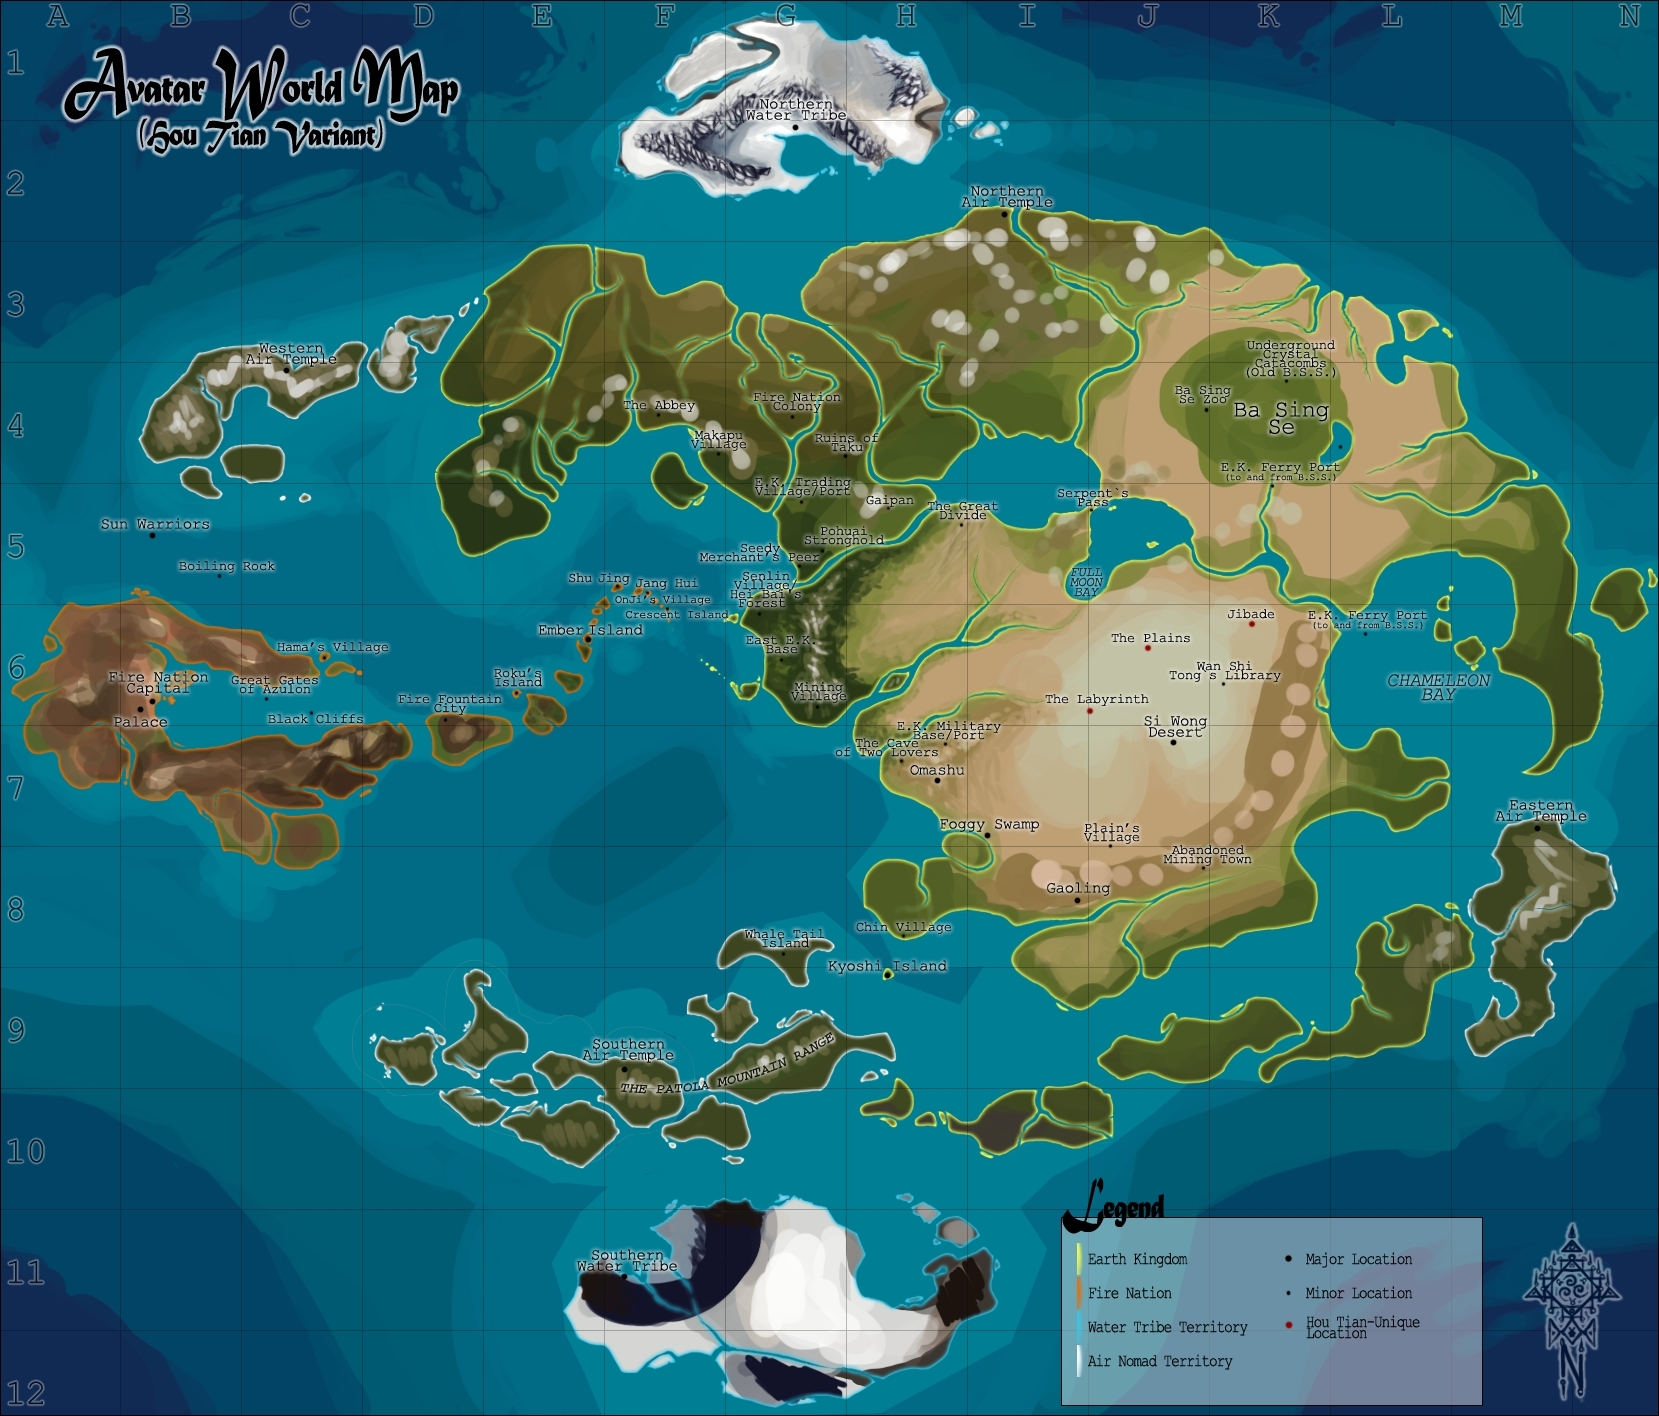 A B C D E F G H I J K L M N
1
2
3
4
5
6
7
8
9
10
11
12
Avatar World Map
(Hou Tian Variant)
Northern
Water Tribe
Northern
Air Temple
Western
Air Temple
Underground
Crystal
Catacombs
(Old B.S.S.)
Ba Sing
Se Zoo
Ba Sing
Se
The Abbey
Fire Nation
Colony
Makapu
Village
Ruins of
Taku
E.K. Ferry Port
(to and from B.S.S.)
E.K. Trading
Village/Port
Gaipan
The Great
Divide
Serpent`s
Pass
Sun Warriors
Pohuai
Stronghold
Seedy
Merchant's Peer
Boiling Rock
Shu Jing
Jang Hui
Senlin
Village/
Hei Bai's
Forest
FULL
MOON
BAY
OnJi's Village
Crescent Island
Jibade
E.K. Ferry Port
(to and from B.S.S.)
Ember Island
East E.K.
Base
The Plains
Hama's Village
Wan Shi
Tong's Library
Fire Nation
Capital
Great Gates
of Azulon
Roku's
Island
CHAMELEON
BAY
Mining
Village
The Labyrinth
Fire Fountain
City
Palace
Black Cliffs
Si Wong
Desert
E.K. Military
Base/Port
The Cave
of Two Lovers
Omashu
Eastern
Air Temple
Foggy Swamp
Plain's
Village
Abandoned
Mining Town
Gaoling
Chin Village
Whale Tail
Island
Kyoshi Island
Southern
Air Temple
THE PATOLA MOUNTAIN RANGE
Southern
Water Tribe
Legend
Earth Kingdom
Fire Nation
Water Tribe Territory
Air Nomad Territory
Major Location
Minor Location
Hou Tian-Unique
Location
N